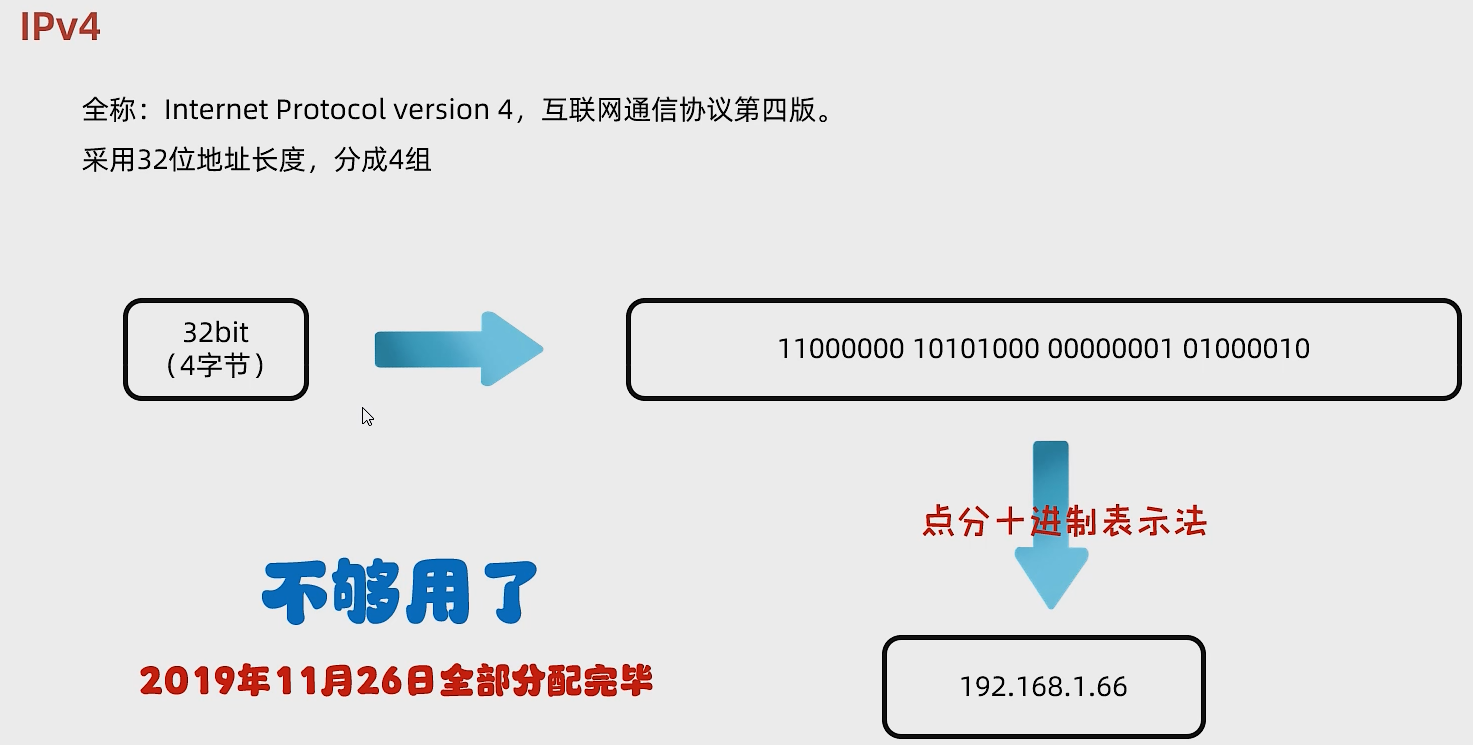 IPv4
全称：Internet Protocol version 4，互联网通信协议第四版。
采用32位地址长度，分成4组
32bit
（4字节）
11000000 10101000 00000001 01000010
点分十进制表示法
不够用了
2019年11月26日全部分配完毕
192.168.1.66